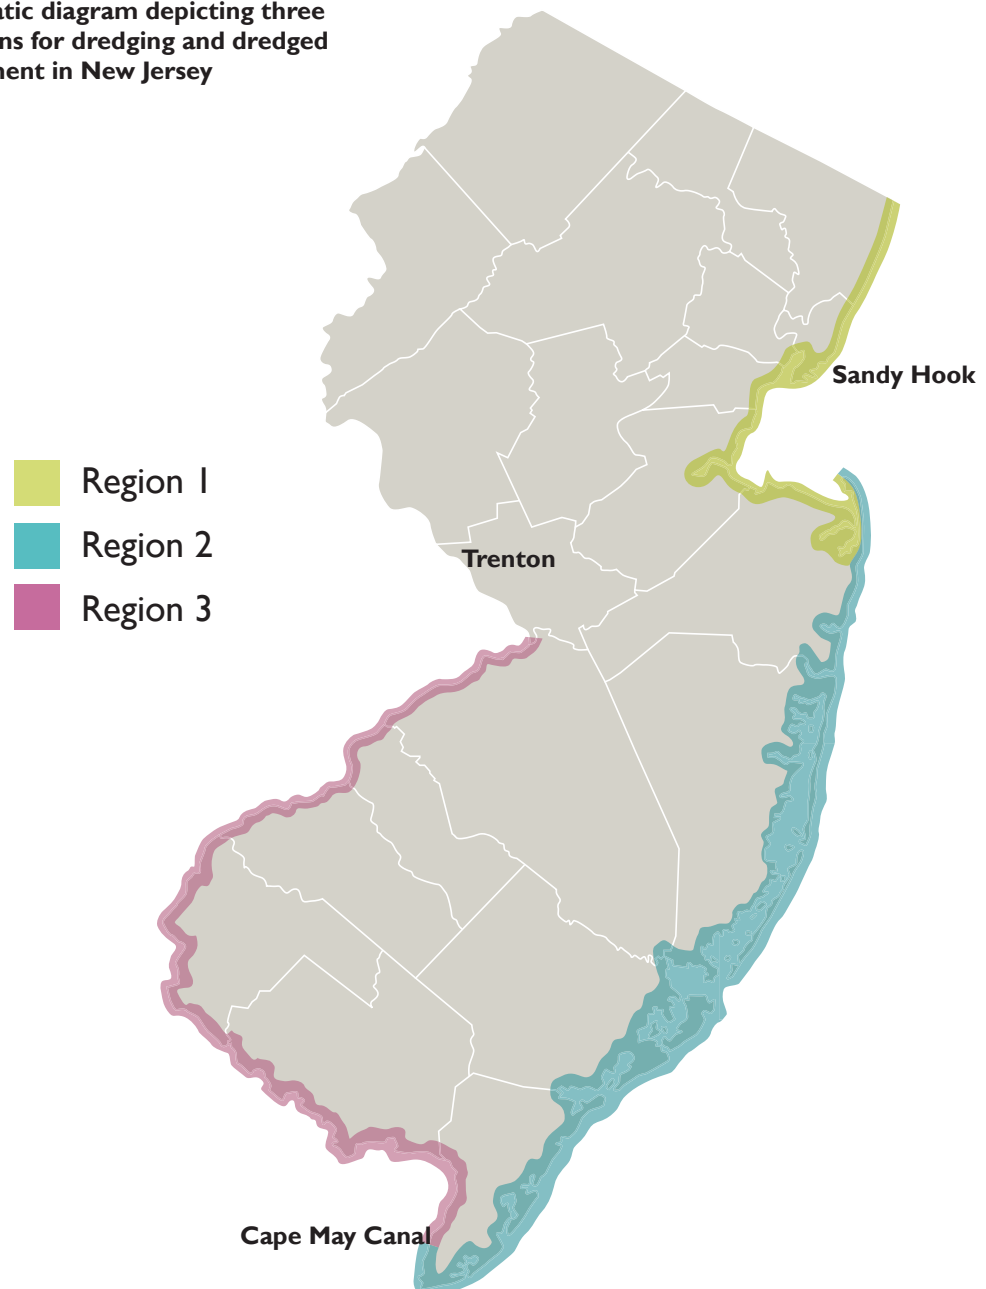 atic diagram depicting three
ns for dredging and dredged
ment in New Jersey
Sandy Hook
Region 1
Region 2
Trenton
Region 3
Cape May Canal